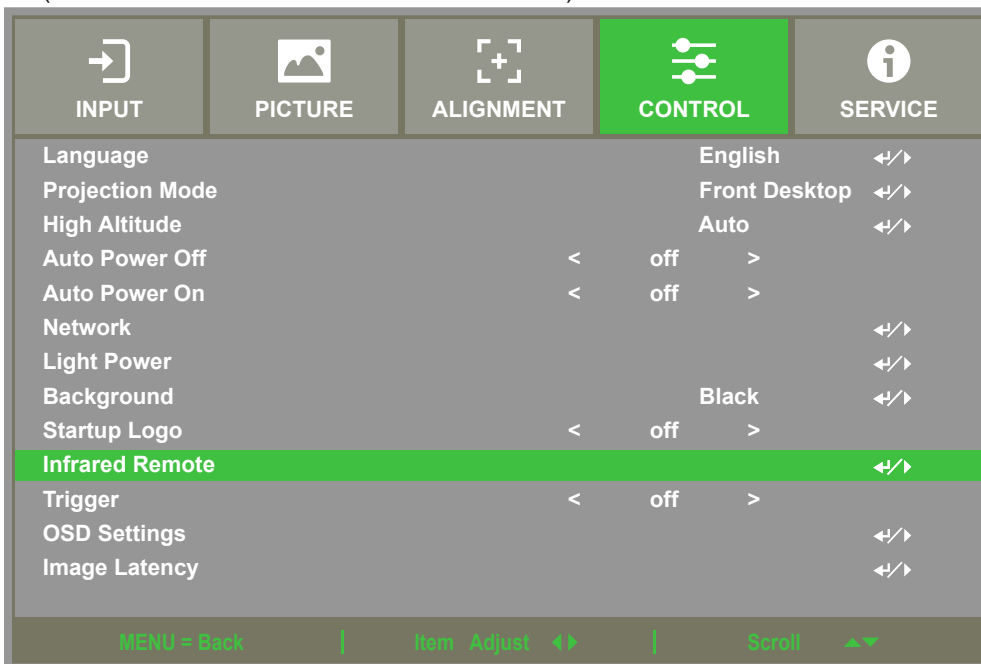 INPUT PICTURE ALIGNMENT CONTROL SERVICE
Language English
Projection Mode Front Desktop
High Altitude Auto
Auto Power Off < off >
Auto Power On < off >
Network
Light Power
Background Black
Startup Logo < off >
Infrared Remote
Trigger < off >
OSD Settings
Image Latency
MENU = Back | Item Adjust | Scroll